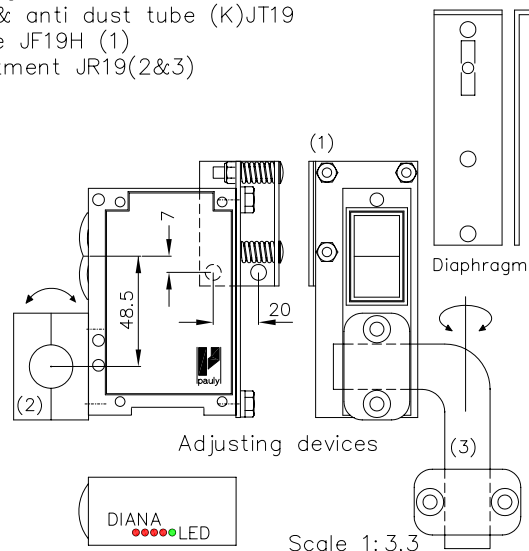 & anti dust tube (K)JT19
JF19H (1)
JR19(2&3)
(1)
7
48.5
20
(2)
pauly
Diaphragm
Adjusting devices
(3)
DIANA
LED
Scale 1:3.3